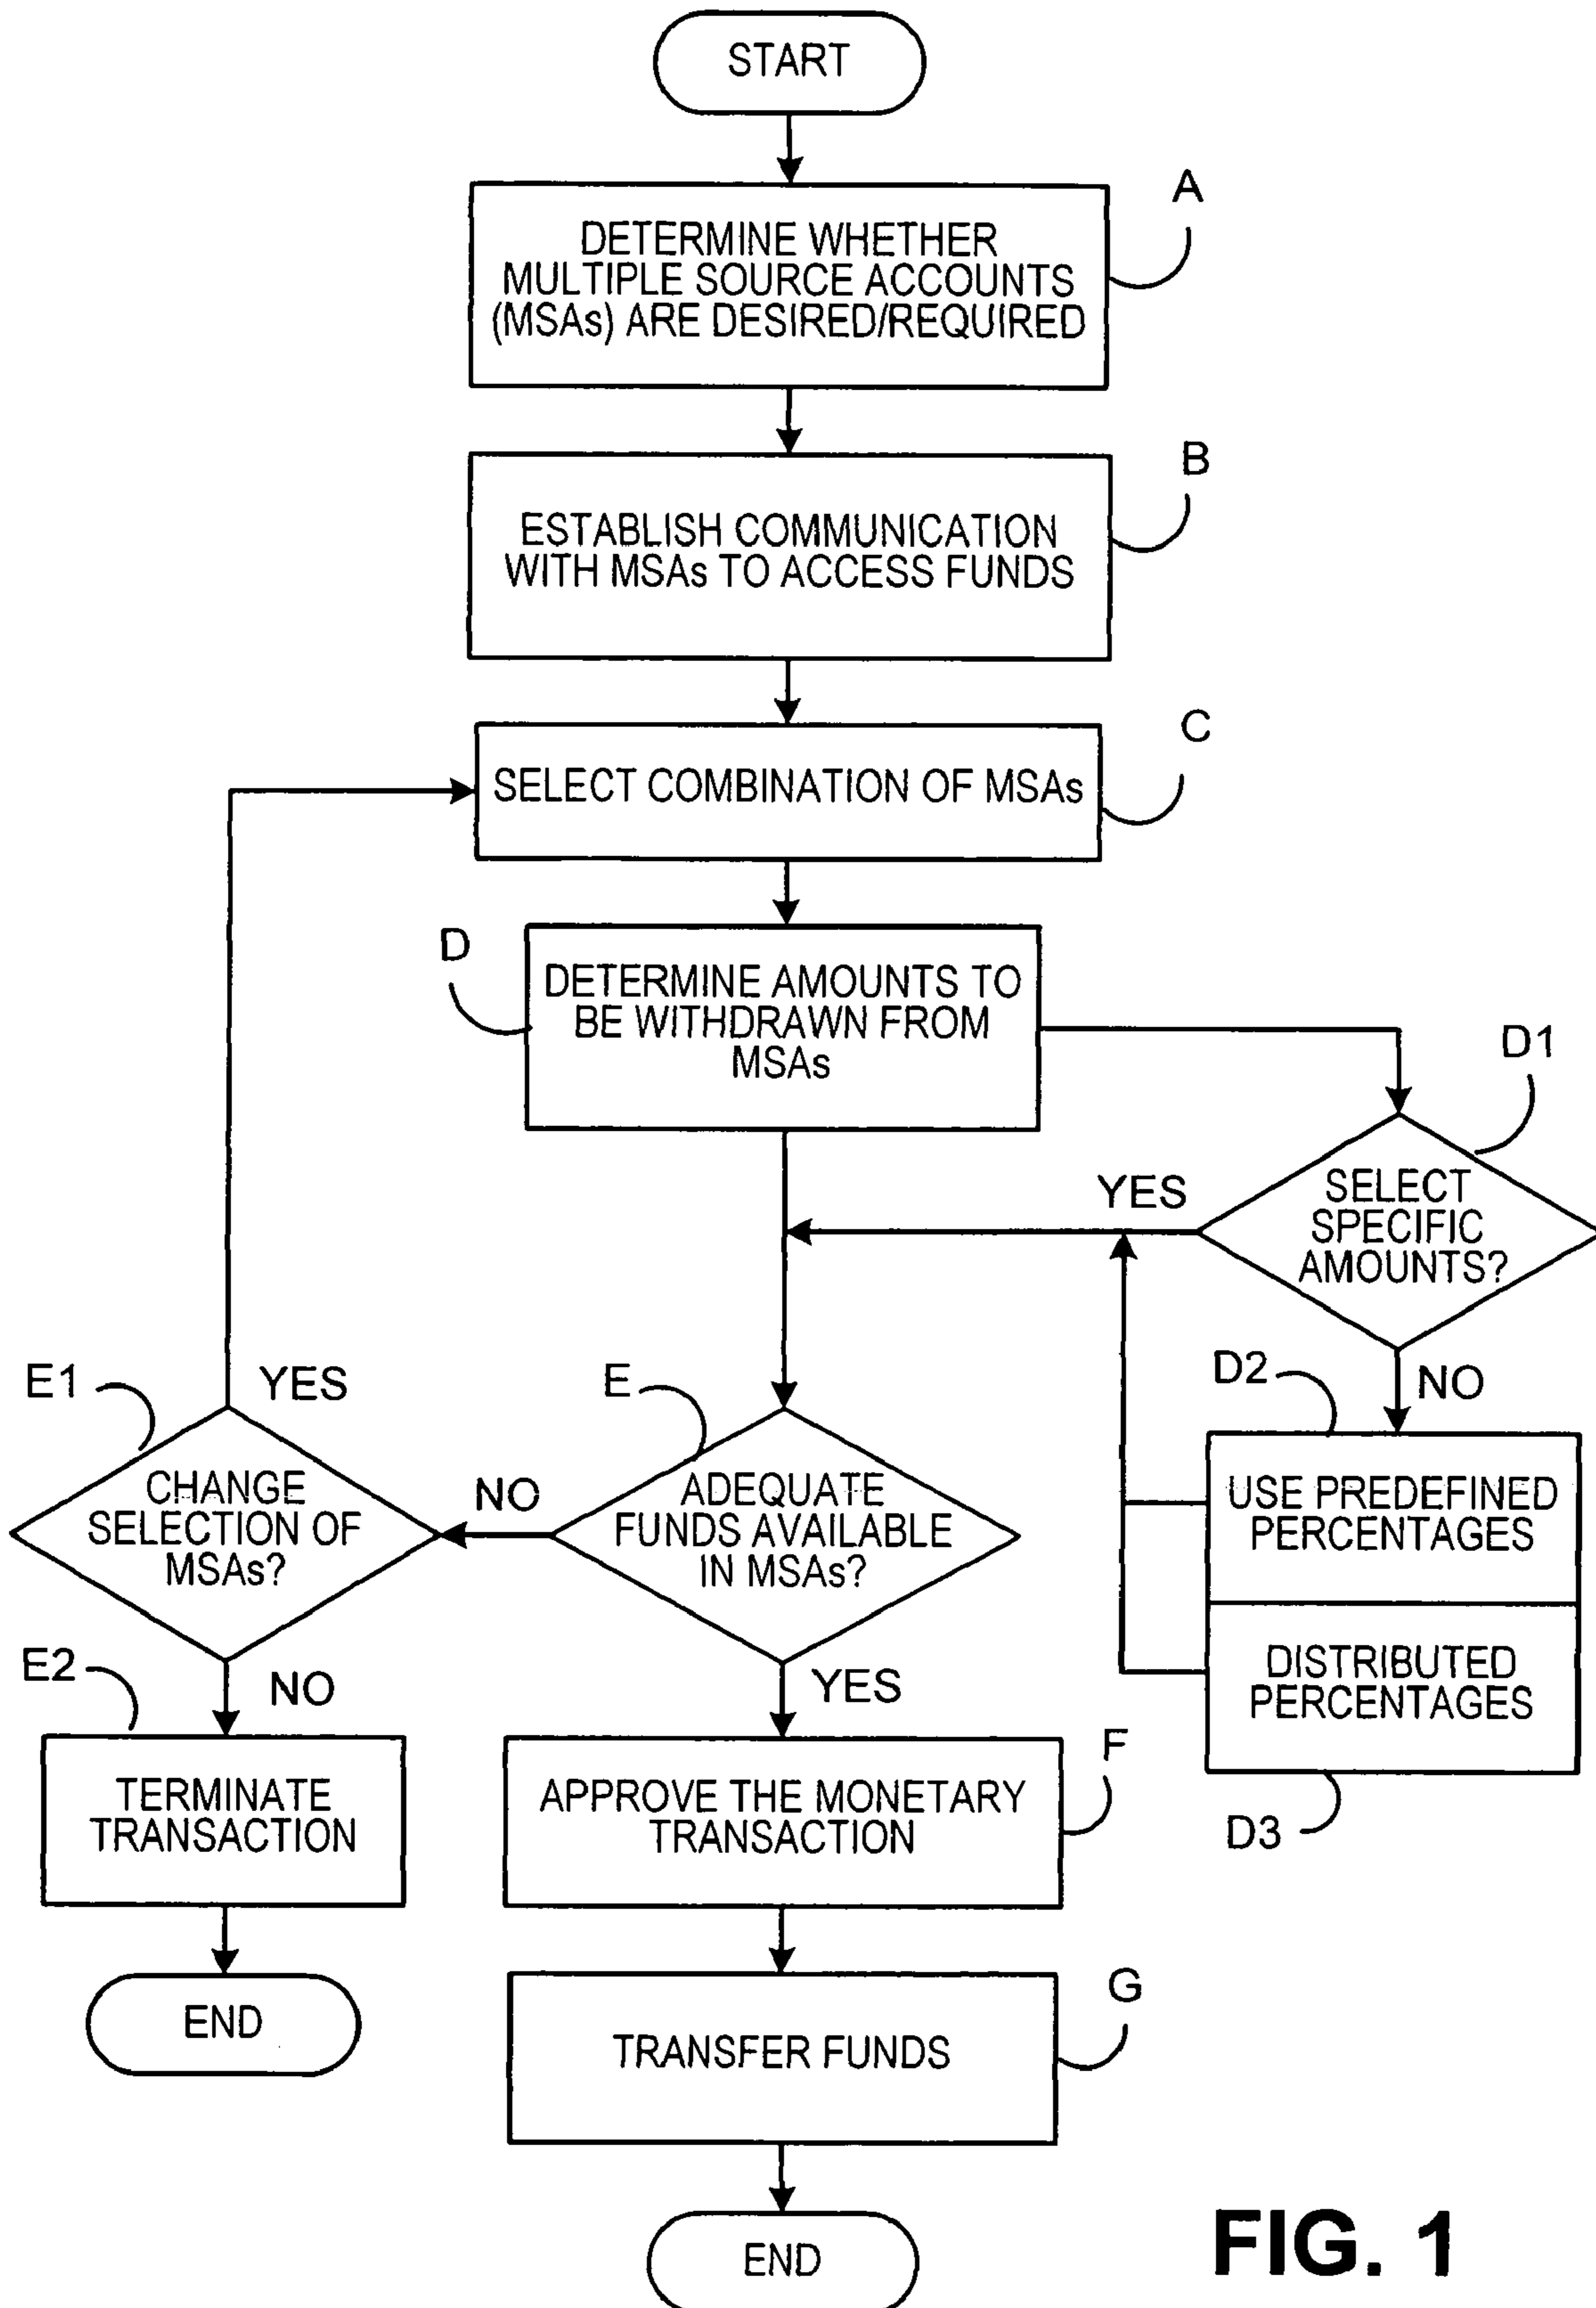 START
A
DETERMINE WHETHER
MULTIPLE SOURCE ACCOUNTS
(MSAs) ARE DESIRED/REQUIRED
B
ESTABLISH COMMUNICATION
WITH MSAs TO ACCESS FUNDS
C
SELECT COMBINATION OF MSAs
D
DETERMINE AMOUNTS TO
BE WITHDRAWN FROM
MSAs
D1
SELECT
SPECIFIC
AMOUNTS?
YES
NO
D2
USE PREDEFINED
PERCENTAGES
DISTRIBUTED
PERCENTAGES
D3
E
ADEQUATE
FUNDS AVAILABLE
IN MSAs?
NO
YES
E1
YES
CHANGE
SELECTION OF
MSAs?
NO
E2
TERMINATE
TRANSACTION
END
F
APPROVE THE MONETARY
TRANSACTION
G
TRANSFER FUNDS
END
FIG. 1